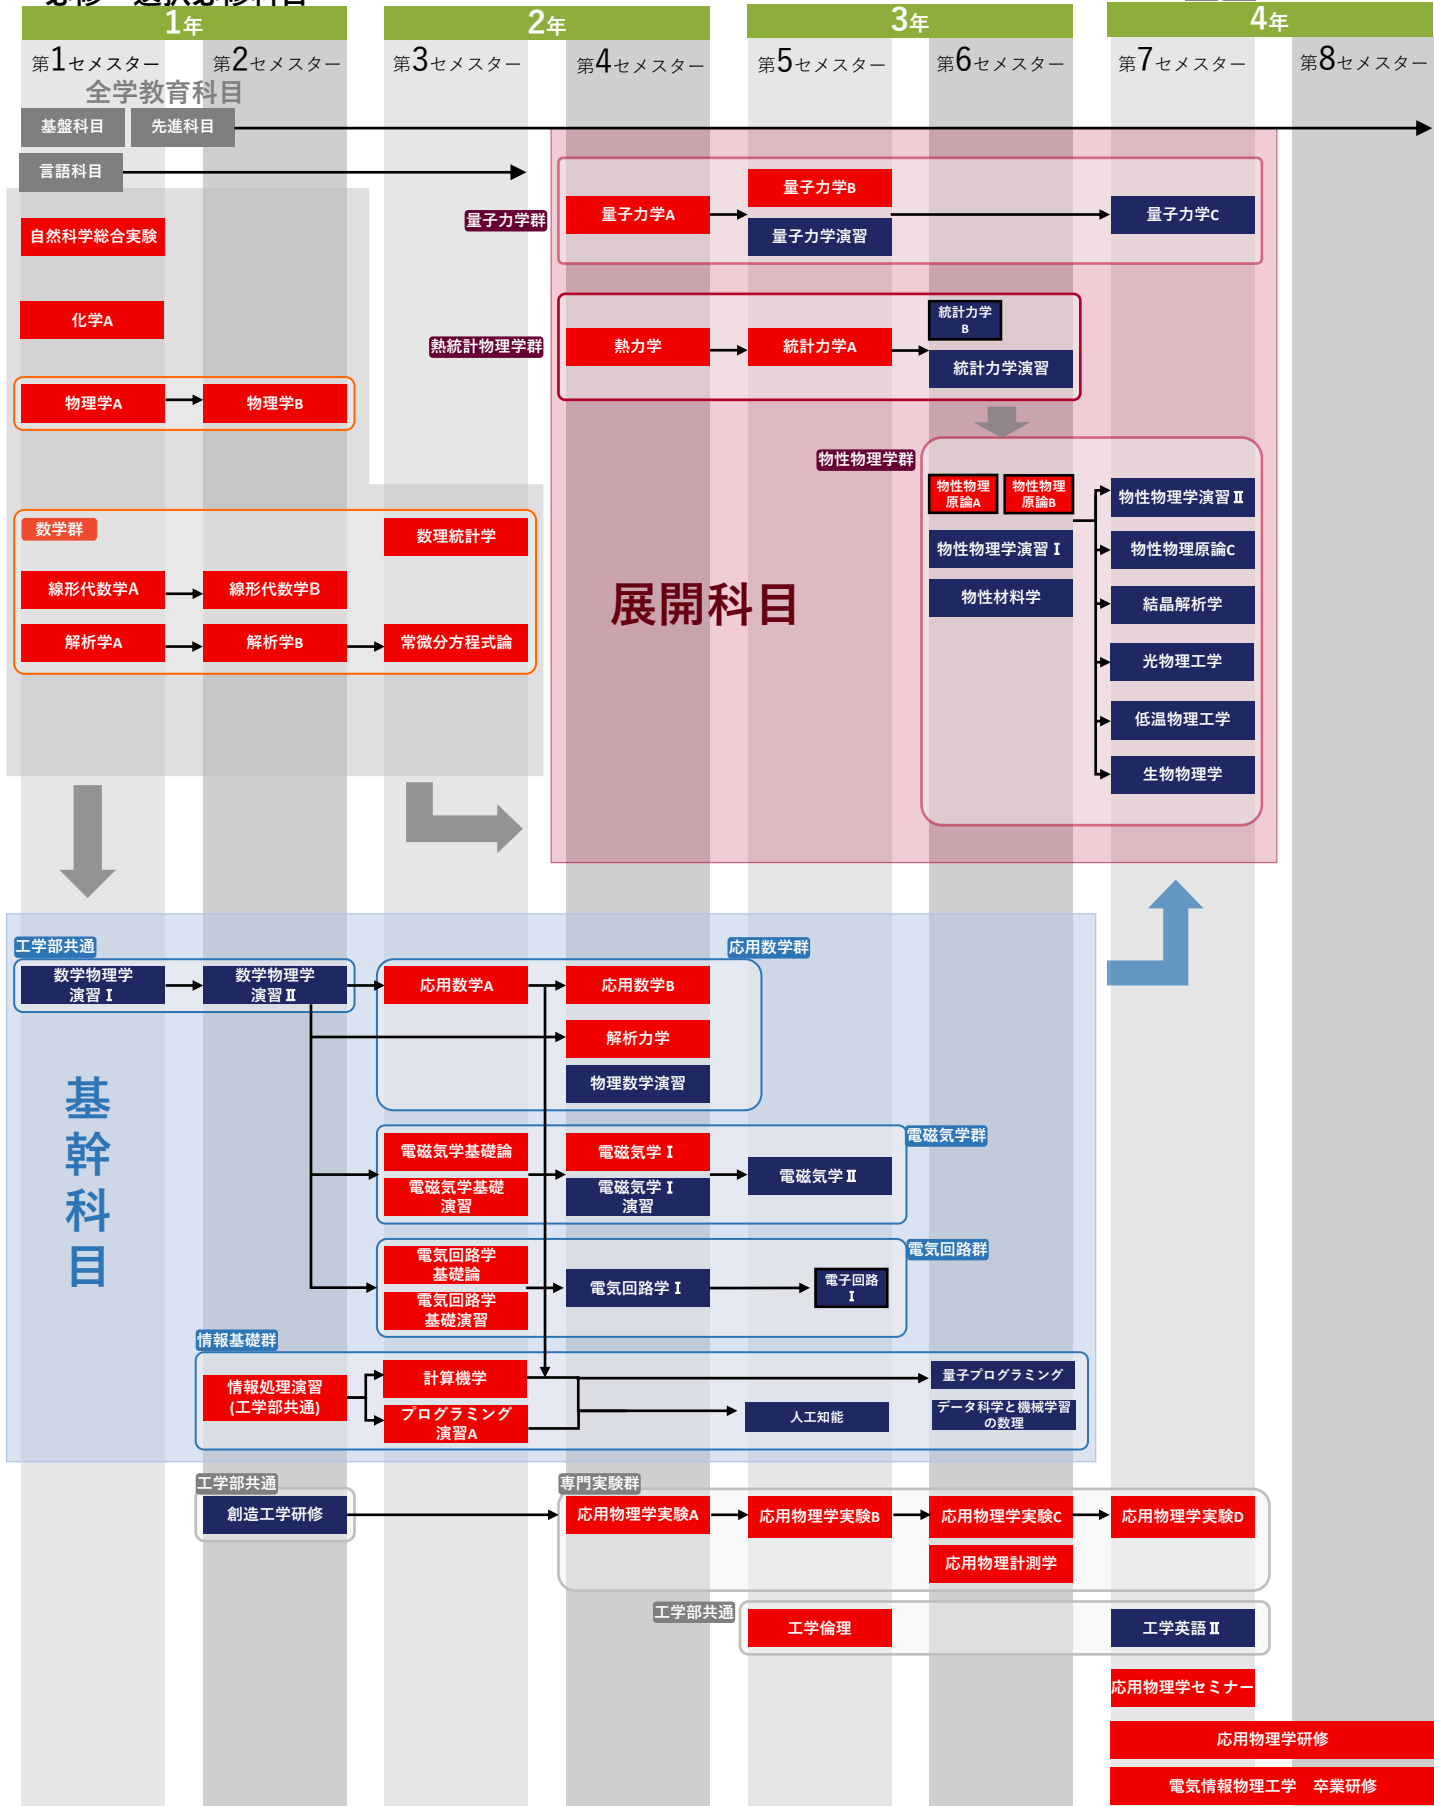 1年
2年
3年
4年
第1セメスター
第2セメスター
第3セメスター
第4セメスター
第5セメスター
第6セメスター
第7セメスター
第8セメスター
全学教育科目
基盤科目
先進科目
言語科目
自然科学総合実験
化学A
物理学A
物理学B
数学群
数理統計学
線形代数学A
線形代数学B
解析学A
解析学B
常微分方程式論
展開科目
量子力学群
量子力学A
量子力学B
量子力学演習
量子力学C
熱統計物理学群
熱力学
統計力学A
統計力学
B
統計力学演習
物性物理学群
物性物理
原論A
物性物理
原論B
物性物理学演習Ⅰ
物性材料学
物性物理学演習Ⅱ
物性物理原論C
結晶解析学
光物理工学
低温物理工学
生物物理学
基
幹
科
目
工学部共通
数学物理学
演習Ⅰ
数学物理学
演習Ⅱ
応用数学群
応用数学A
応用数学B
解析力学
物理数学演習
電磁気学群
電磁気学基礎論
電磁気学基礎
演習
電磁気学Ⅰ
電磁気学Ⅰ
演習
電磁気学Ⅱ
電気回路群
電気回路学
基礎論
電気回路学
基礎演習
電気回路学Ⅰ
電子回路
Ⅰ
情報基礎群
情報処理演習
(工学部共通)
計算機学
プログラミング
演習A
人工知能
量子プログラミング
データ科学と機械学習
の数理
工学部共通
創造工学研修
専門実験群
応用物理学実験A
応用物理学実験B
応用物理学実験C
応用物理学実験D
応用物理計測学
工学部共通
工学倫理
工学英語Ⅱ
応用物理学セミナー
応用物理学研修
電気情報物理工学　卒業研修